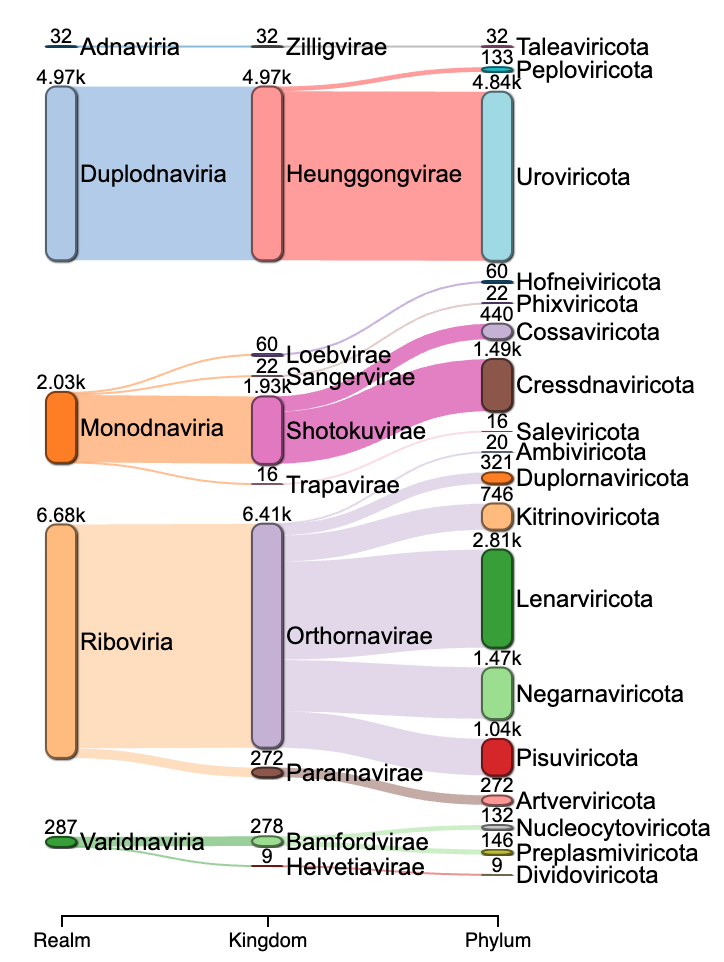 32 Adnaviria 32 Zilligvirae 32 Taleaviricota
133 Peploviricota
4.97k Duplodnaviria 4.97k Heunggongvirae 4.84k Uroviricota
60 Hofneiviricota
22 Phixviricota
440 Cossaviricota
60 Loebvirae
22 Sangervirae
1.49k Cressdnaviricota
2.03k Monodnaviria 1.93k Shotokuvirae
16 Saleviricota
20 Ambiviricota
16 Trapavirae
321 Duplornaviricota
746 Kitrinoviricota
6.68k Riboviria 6.41k Orthornavirae
2.81k Lenarviricota
1.47k Negarnaviricota
1.04k Pisuviricota
272 Pararnavirae
272 Artverviricota
132 Nucleocytoviricota
287 Varidnaviria 278 Bamfordvirae
146 Preplasmiviricota
9 Helvetiavirae
9 Dividoviricota
Realm Kingdom Phylum